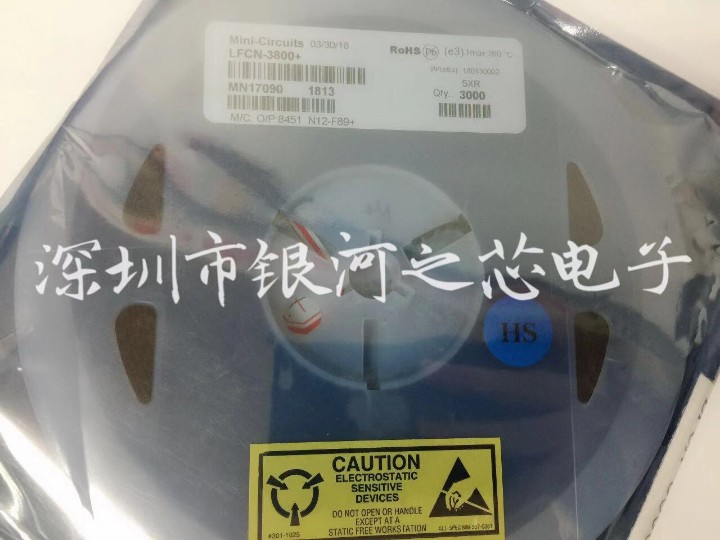 Mini-Circuits 03/30/18
LFCN-3800+
RoHS (e3)
SXR
MN17090 1813
Qty.. 3000
M/C: O/P:8451 N12-F89+
深圳市银河之芯电子
HS
CAUTION
ELECTROSTATIC
SENSITIVE
DEVICES
DO NOT OPEN OR HANDLE
EXCEPT AT A
STATIC FREE WORKSTATION